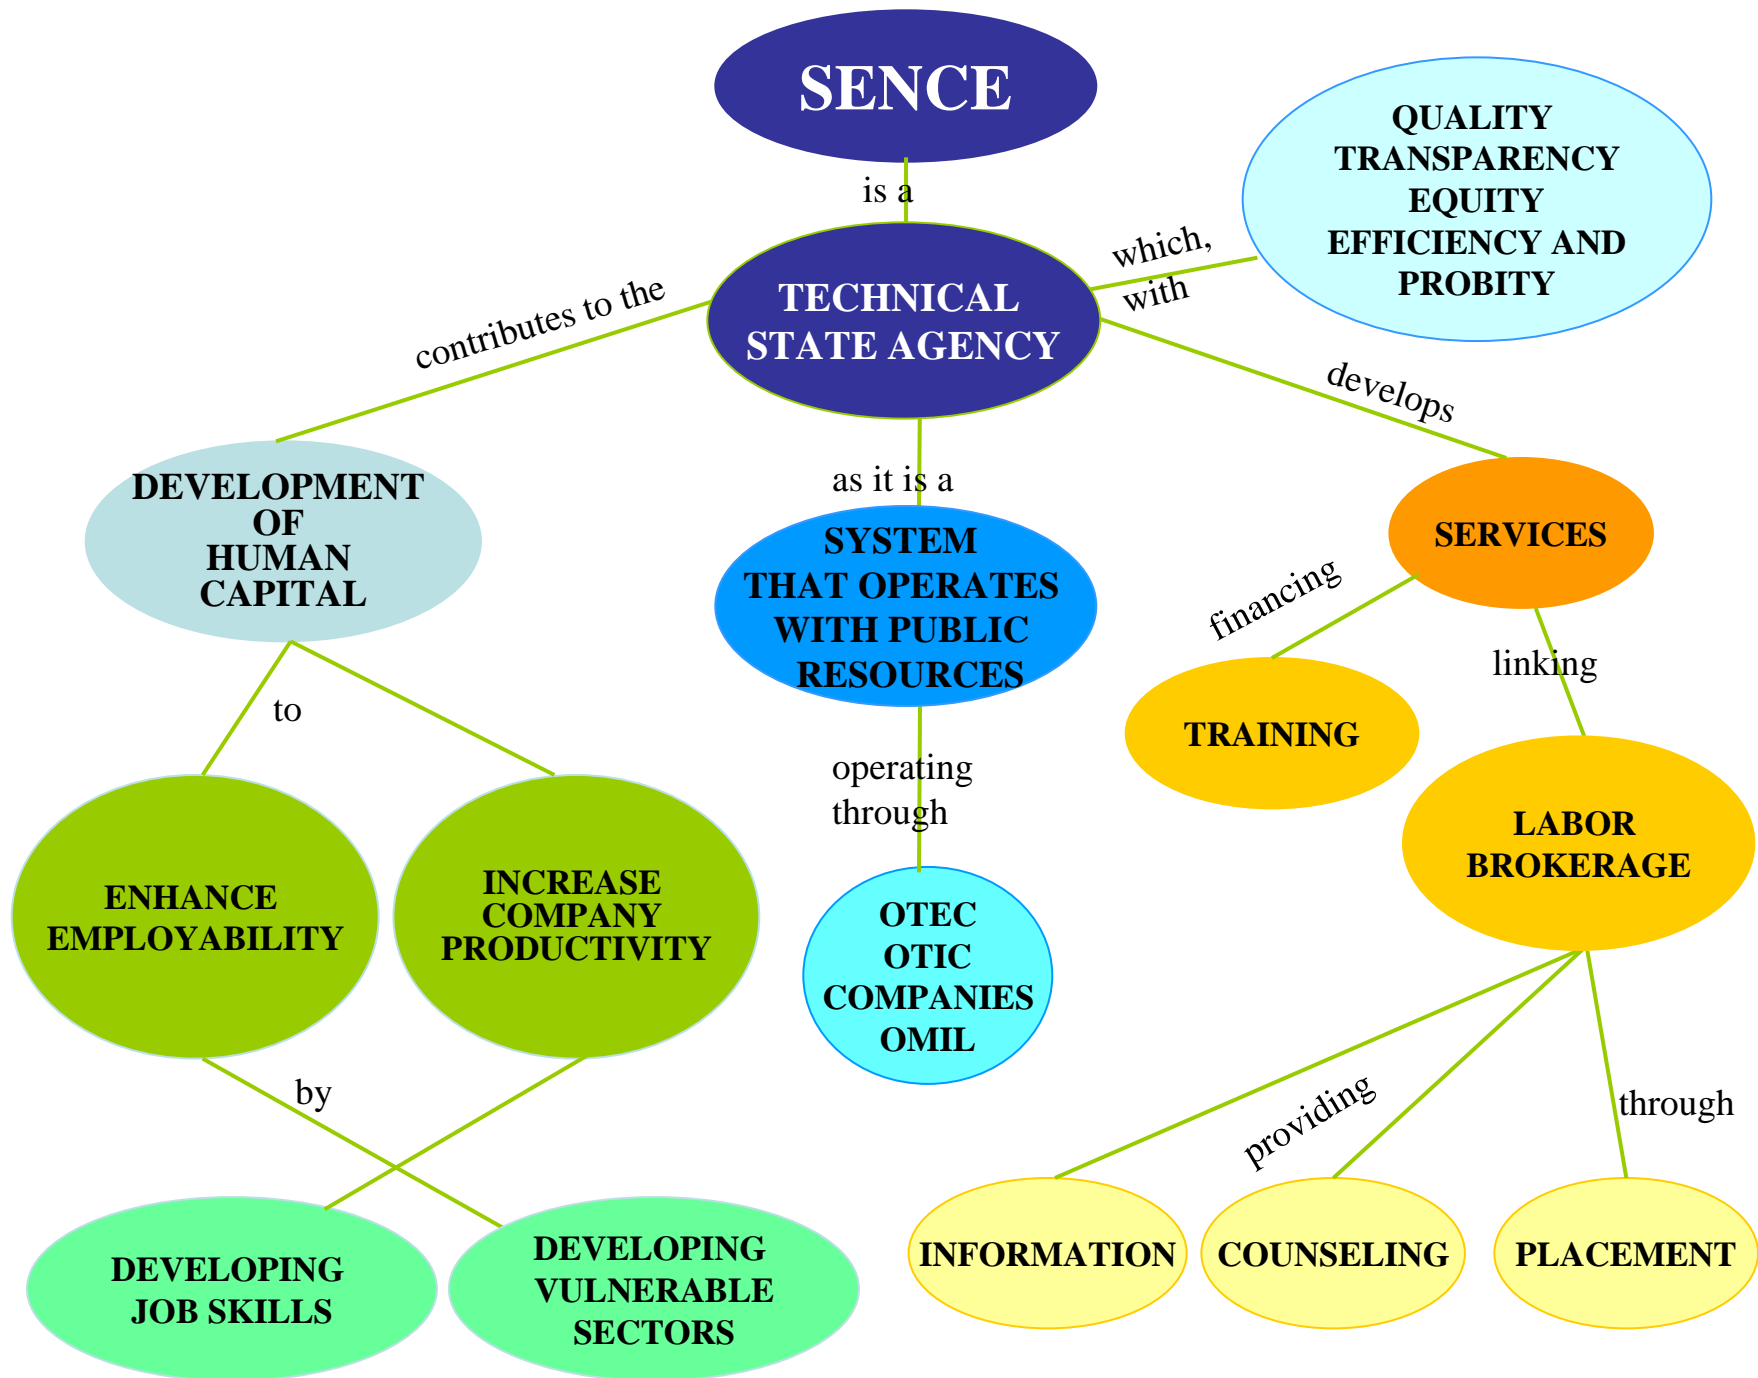 SENCE
is a
TECHNICAL
STATE AGENCY
which,
with
QUALITY
TRANSPARENCY
EQUITY
EFFICIENCY AND
PROBITY
contributes to the
DEVELOPMENT
OF
HUMAN
CAPITAL
as it is a
SYSTEM
THAT OPERATES
WITH PUBLIC
RESOURCES
develops
SERVICES
financing
TRAINING
linking
LABOR
BROKERAGE
to
ENHANCE
EMPLOYABILITY
INCREASE
COMPANY
PRODUCTIVITY
operating
through
OTEC
OTIC
COMPANIES
OMIL
by
DEVELOPING
JOB SKILLS
DEVELOPING
VULNERABLE
SECTORS
providing
through
INFORMATION
COUNSELING
PLACEMENT